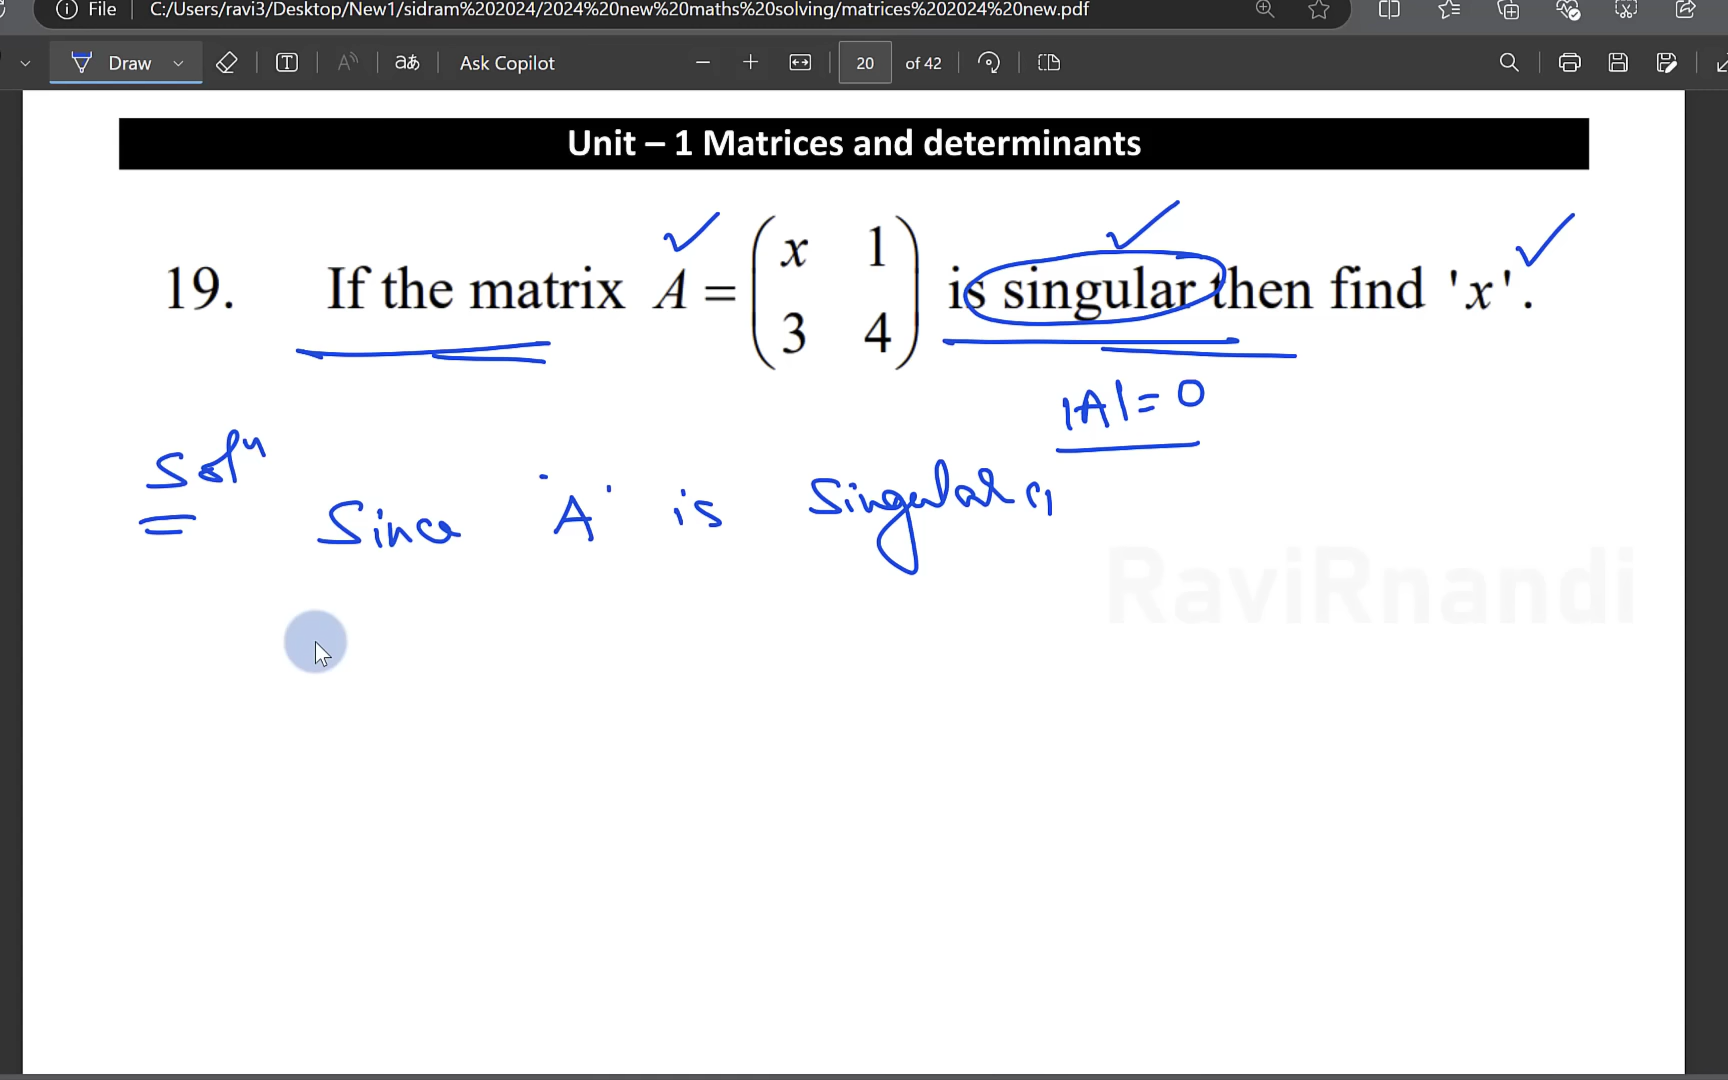 File C:/Users/ravi3/Desktop/New1/sidram%202024/2024%20new%20maths%20solving/matrices%202024%20new.pdf
Draw T A aあ Ask Copilot 20 of 42
Unit – 1 Matrices and determinants
19. If the matrix A = ( x 1 is singular then find 'x'.
3 4 )
|A| = 0
Soln
Since 'A' is Singular
RaviRnandi